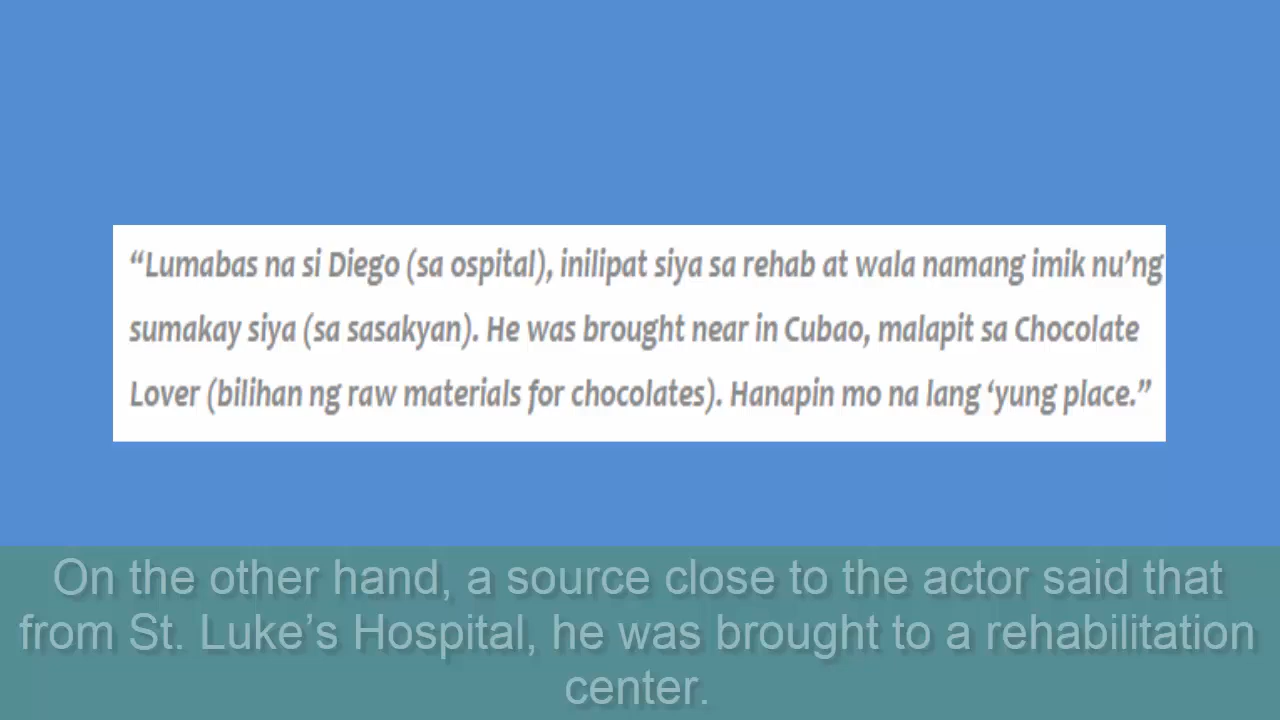 “Lumabas na si Diego (sa ospital), inilipat siya sa rehab at wala namang imik nu’ng
sumakay siya (sa sasakyan). He was brought near in Cubao, malapit sa Chocolate
Lover (bilihan ng raw materials for chocolates). Hanapin mo na lang ‘yung place.”
On the other hand, a source close to the actor said that
from St. Luke’s Hospital, he was brought to a rehabilitation
center.